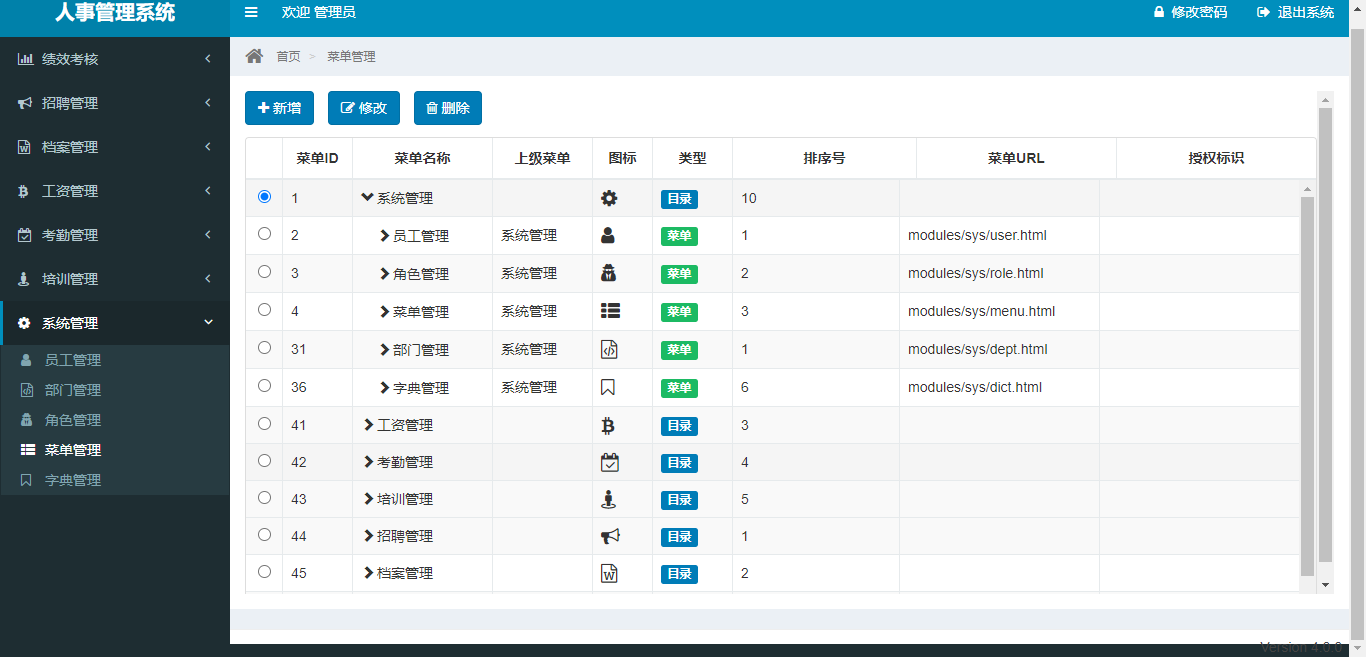 人事管理系统
欢迎 管理员
修改密码 退出系统
绩效考核
招聘管理
档案管理
工资管理
考勤管理
培训管理
系统管理
员工管理
部门管理
角色管理
菜单管理
字典管理
首页 > 菜单管理
新增 修改 删除
菜单ID 菜单名称 上级菜单 图标 类型 排序号 菜单URL 授权标识
1 系统管理 目录 10
2 员工管理 系统管理 菜单 1 modules/sys/user.html
3 角色管理 系统管理 菜单 2 modules/sys/role.html
4 菜单管理 系统管理 菜单 3 modules/sys/menu.html
31 部门管理 系统管理 菜单 1 modules/sys/dept.html
36 字典管理 系统管理 菜单 6 modules/sys/dict.html
41 工资管理 目录 3
42 考勤管理 目录 4
43 培训管理 目录 5
44 招聘管理 目录 1
45 档案管理 目录 2
Version 4.0.0